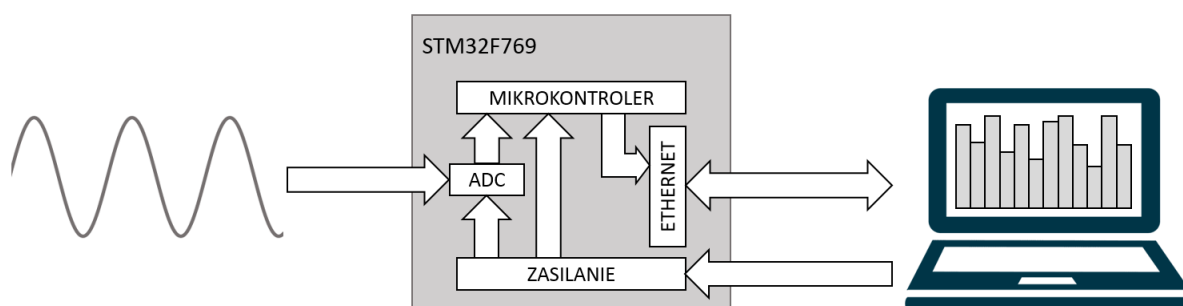 STM32F769
MIKROKONTROLER
ADC
ETHERNET
ZASILANIE